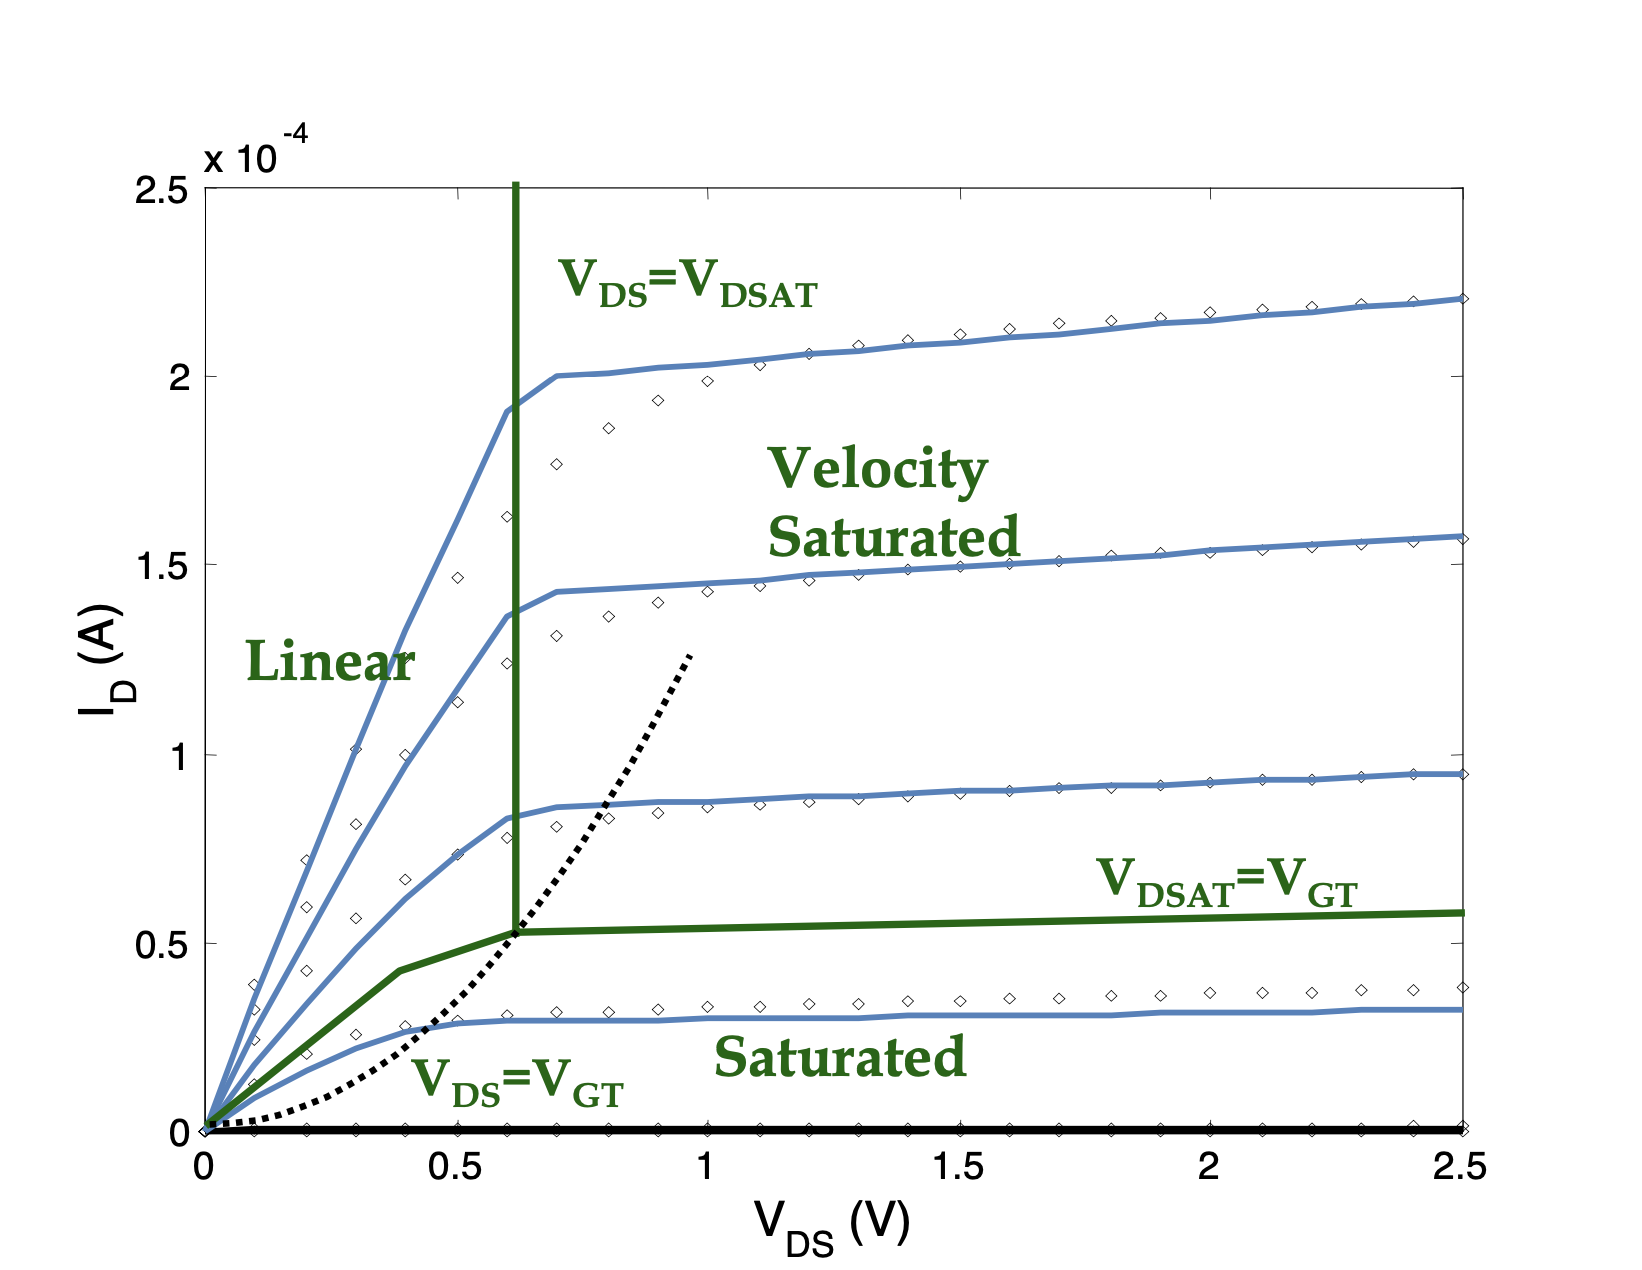 x 10^-4
2.5
2
1.5
1
0.5
0
I_D (A)
V_DS=V_DSAT
Velocity
Saturated
Linear
V_DSAT=V_GT
Saturated
V_DS=V_GT
0 0.5 1 1.5 2 2.5
V_DS (V)